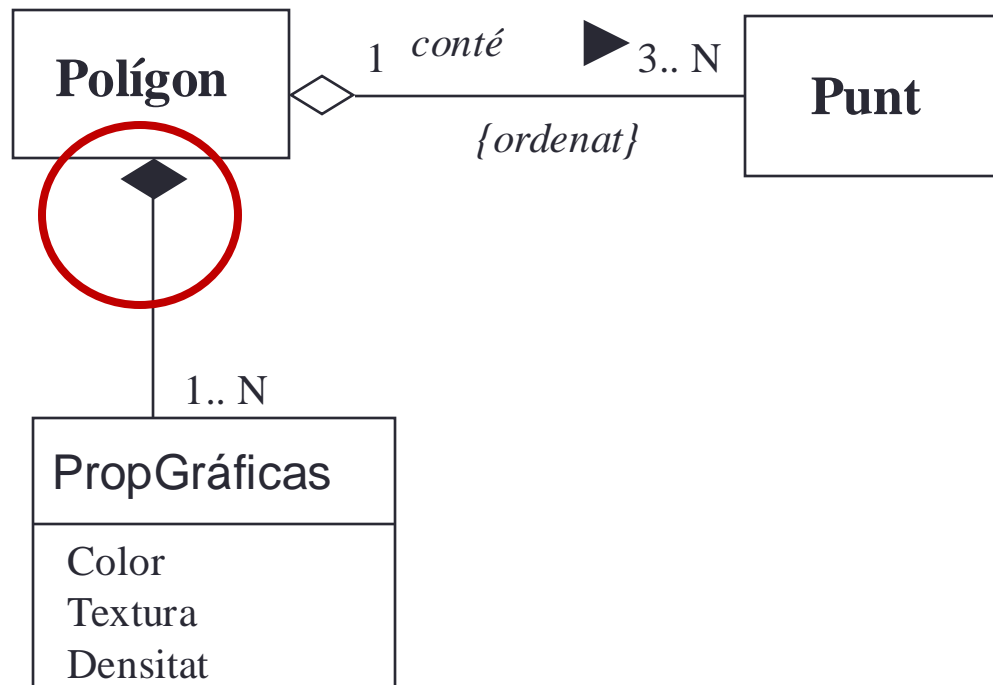 Polígon
1 conté 3.. N
{ordenat}
Punt
1.. N
PropGráficas
Color
Textura
Densitat